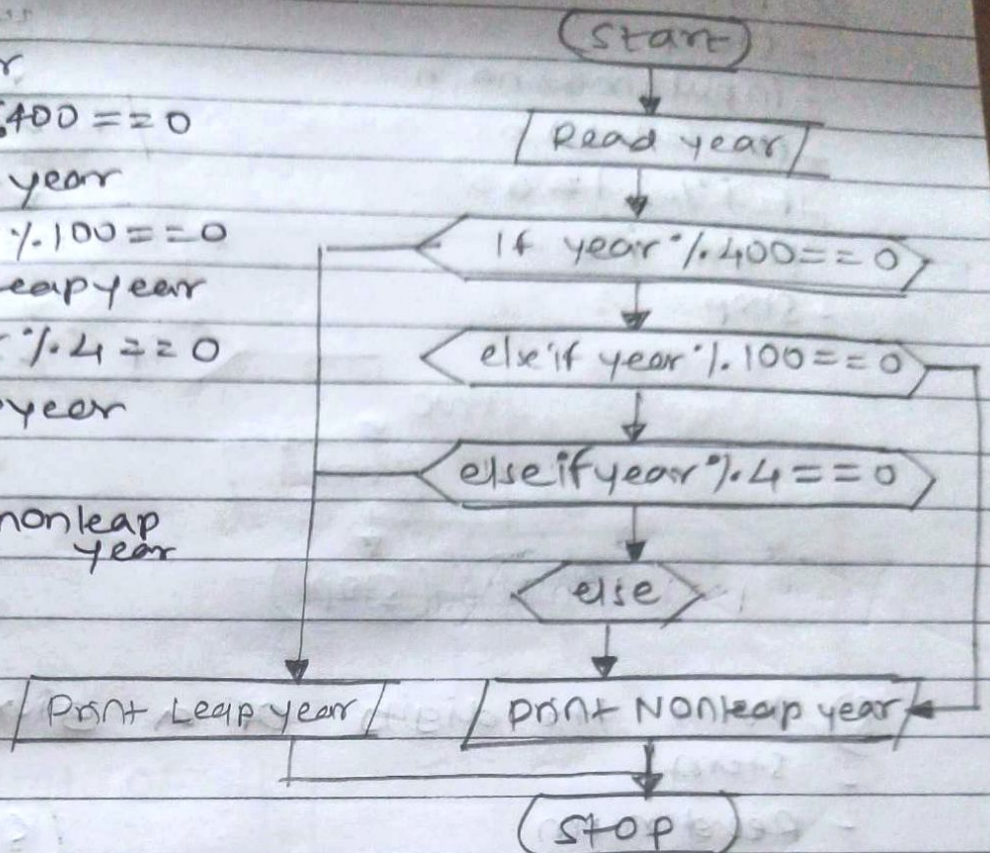 r
%400 == 0
year
%100 == 0
eapyear
%4 == 0
year
nonleap
year
Start
Read year
If year %400 == 0
else if year %100 == 0
else if year %4 == 0
else
Print Leap year
print Nonleap year
Stop